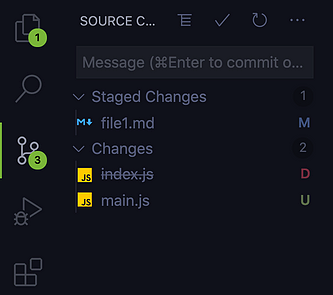 SOURCE C...
1
Message (⌘Enter to commit o...
Staged Changes 1
M↓ file1.md M
Changes 2
3
JS index.js D
JS main.js U